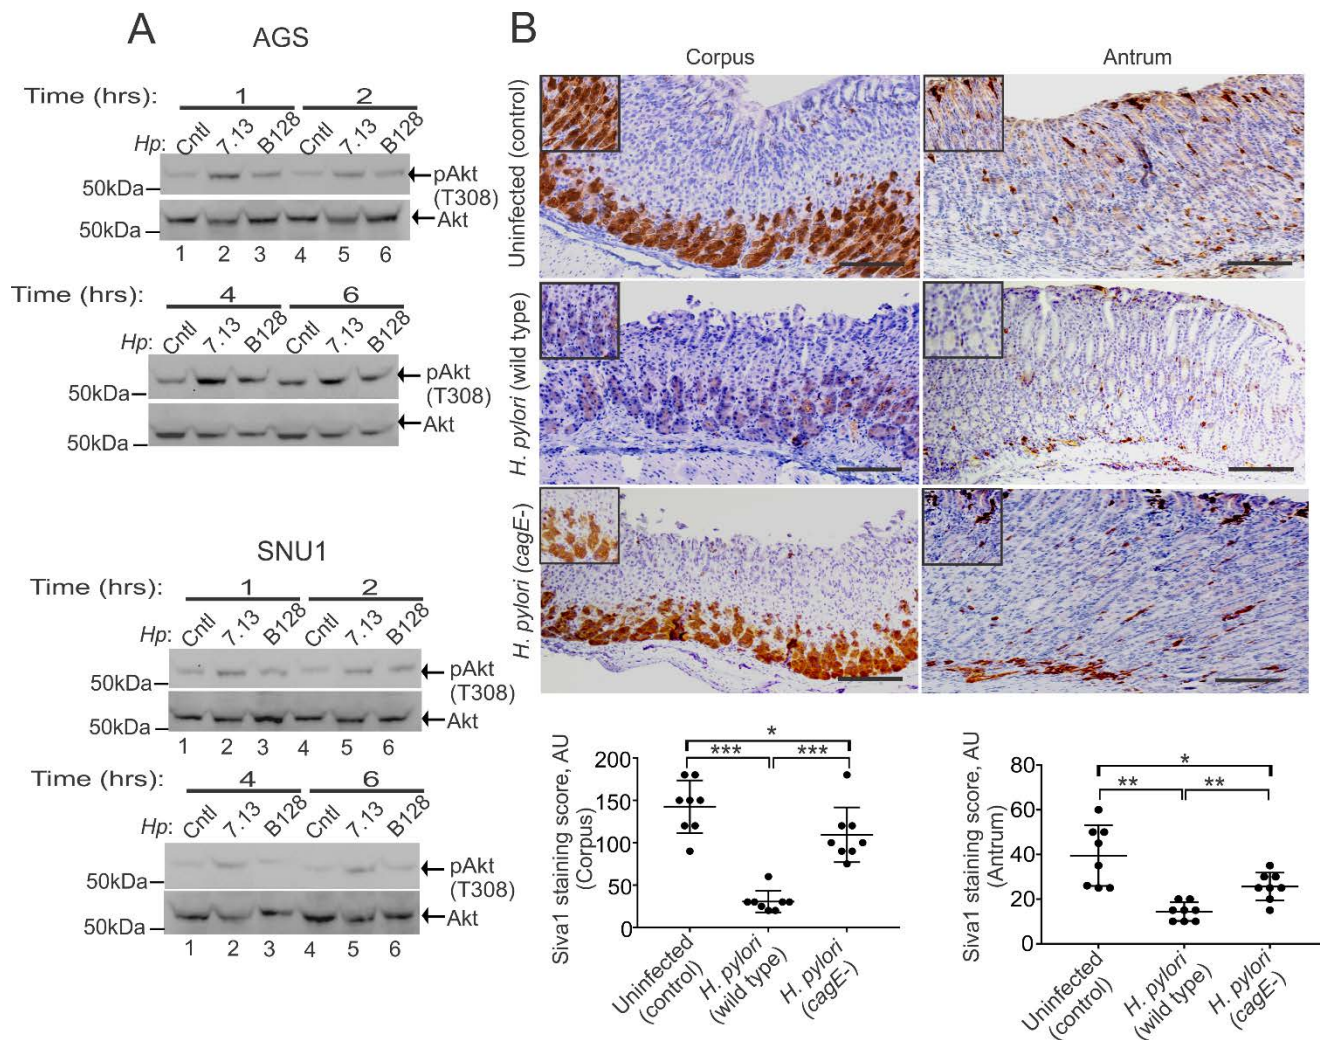 A
AGS
Time (hrs): 1 2
Hp: Cntl 7.13 B128 Cntl 7.13 B128
pAkt
50kDa
(T308)
Akt
50kDa
1 2 3 4 5 6
Time (hrs): 4 6
Hp: Cntl 7.13 B128 Cntl 7.13 B128
pAkt
50kDa
(T308)
Akt
50kDa
SNU1
Time (hrs): 1 2
Hp: Cntl 7.13 B128 Cntl 7.13 B128
pAkt
50kDa
(T308)
50kDa
Akt
1 2 3 4 5 6
Time (hrs): 4 6
Hp: Cntl 7.13 B128 Cntl 7.13 B128
pAkt
50kDa
(T308)
Akt
50kDa
1 2 3 4 5 6
B
Corpus Antrum
Uninfected (control)
H. pylori (wild type)
H. pylori (cagE-)
Siva1 staining score, AU
(Corpus)
*
*** ***
200
150
100
50
0
Uninfected
(control)
H. pylori
(wild type)
H. pylori
(cagE-)
Siva1 staining score, AU
(Antrum)
*
** **
80
60
40
20
0
Uninfected
(control)
H. pylori
(wild type)
H. pylori
(cagE-)